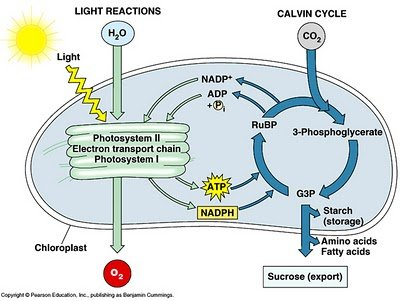 LIGHT REACTIONS
CALVIN CYCLE
H₂O
CO₂
Light
NADP⁺
ADP
+ Pᵢ
RuBP
3-Phosphoglycerate
Photosystem II
Electron transport chain
Photosystem I
ATP
NADPH
G3P
Starch
(storage)
Amino acids
Fatty acids
Chloroplast
O₂
Sucrose (export)
Copyright © Pearson Education, Inc., publishing as Benjamin Cummings.